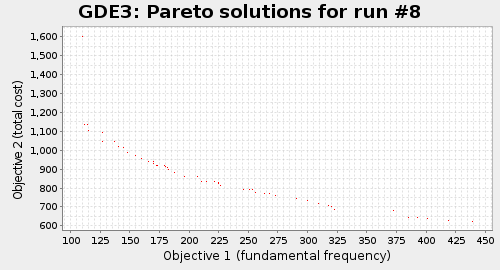 GDE3: Pareto solutions for run #8
Objective 2 (total cost)
1,600
1,500
1,400
1,300
1,200
1,100
1,000
900
800
700
600
100 125 150 175 200 225 250 275 300 325 350 375 400 425 450
Objective 1 (fundamental frequency)